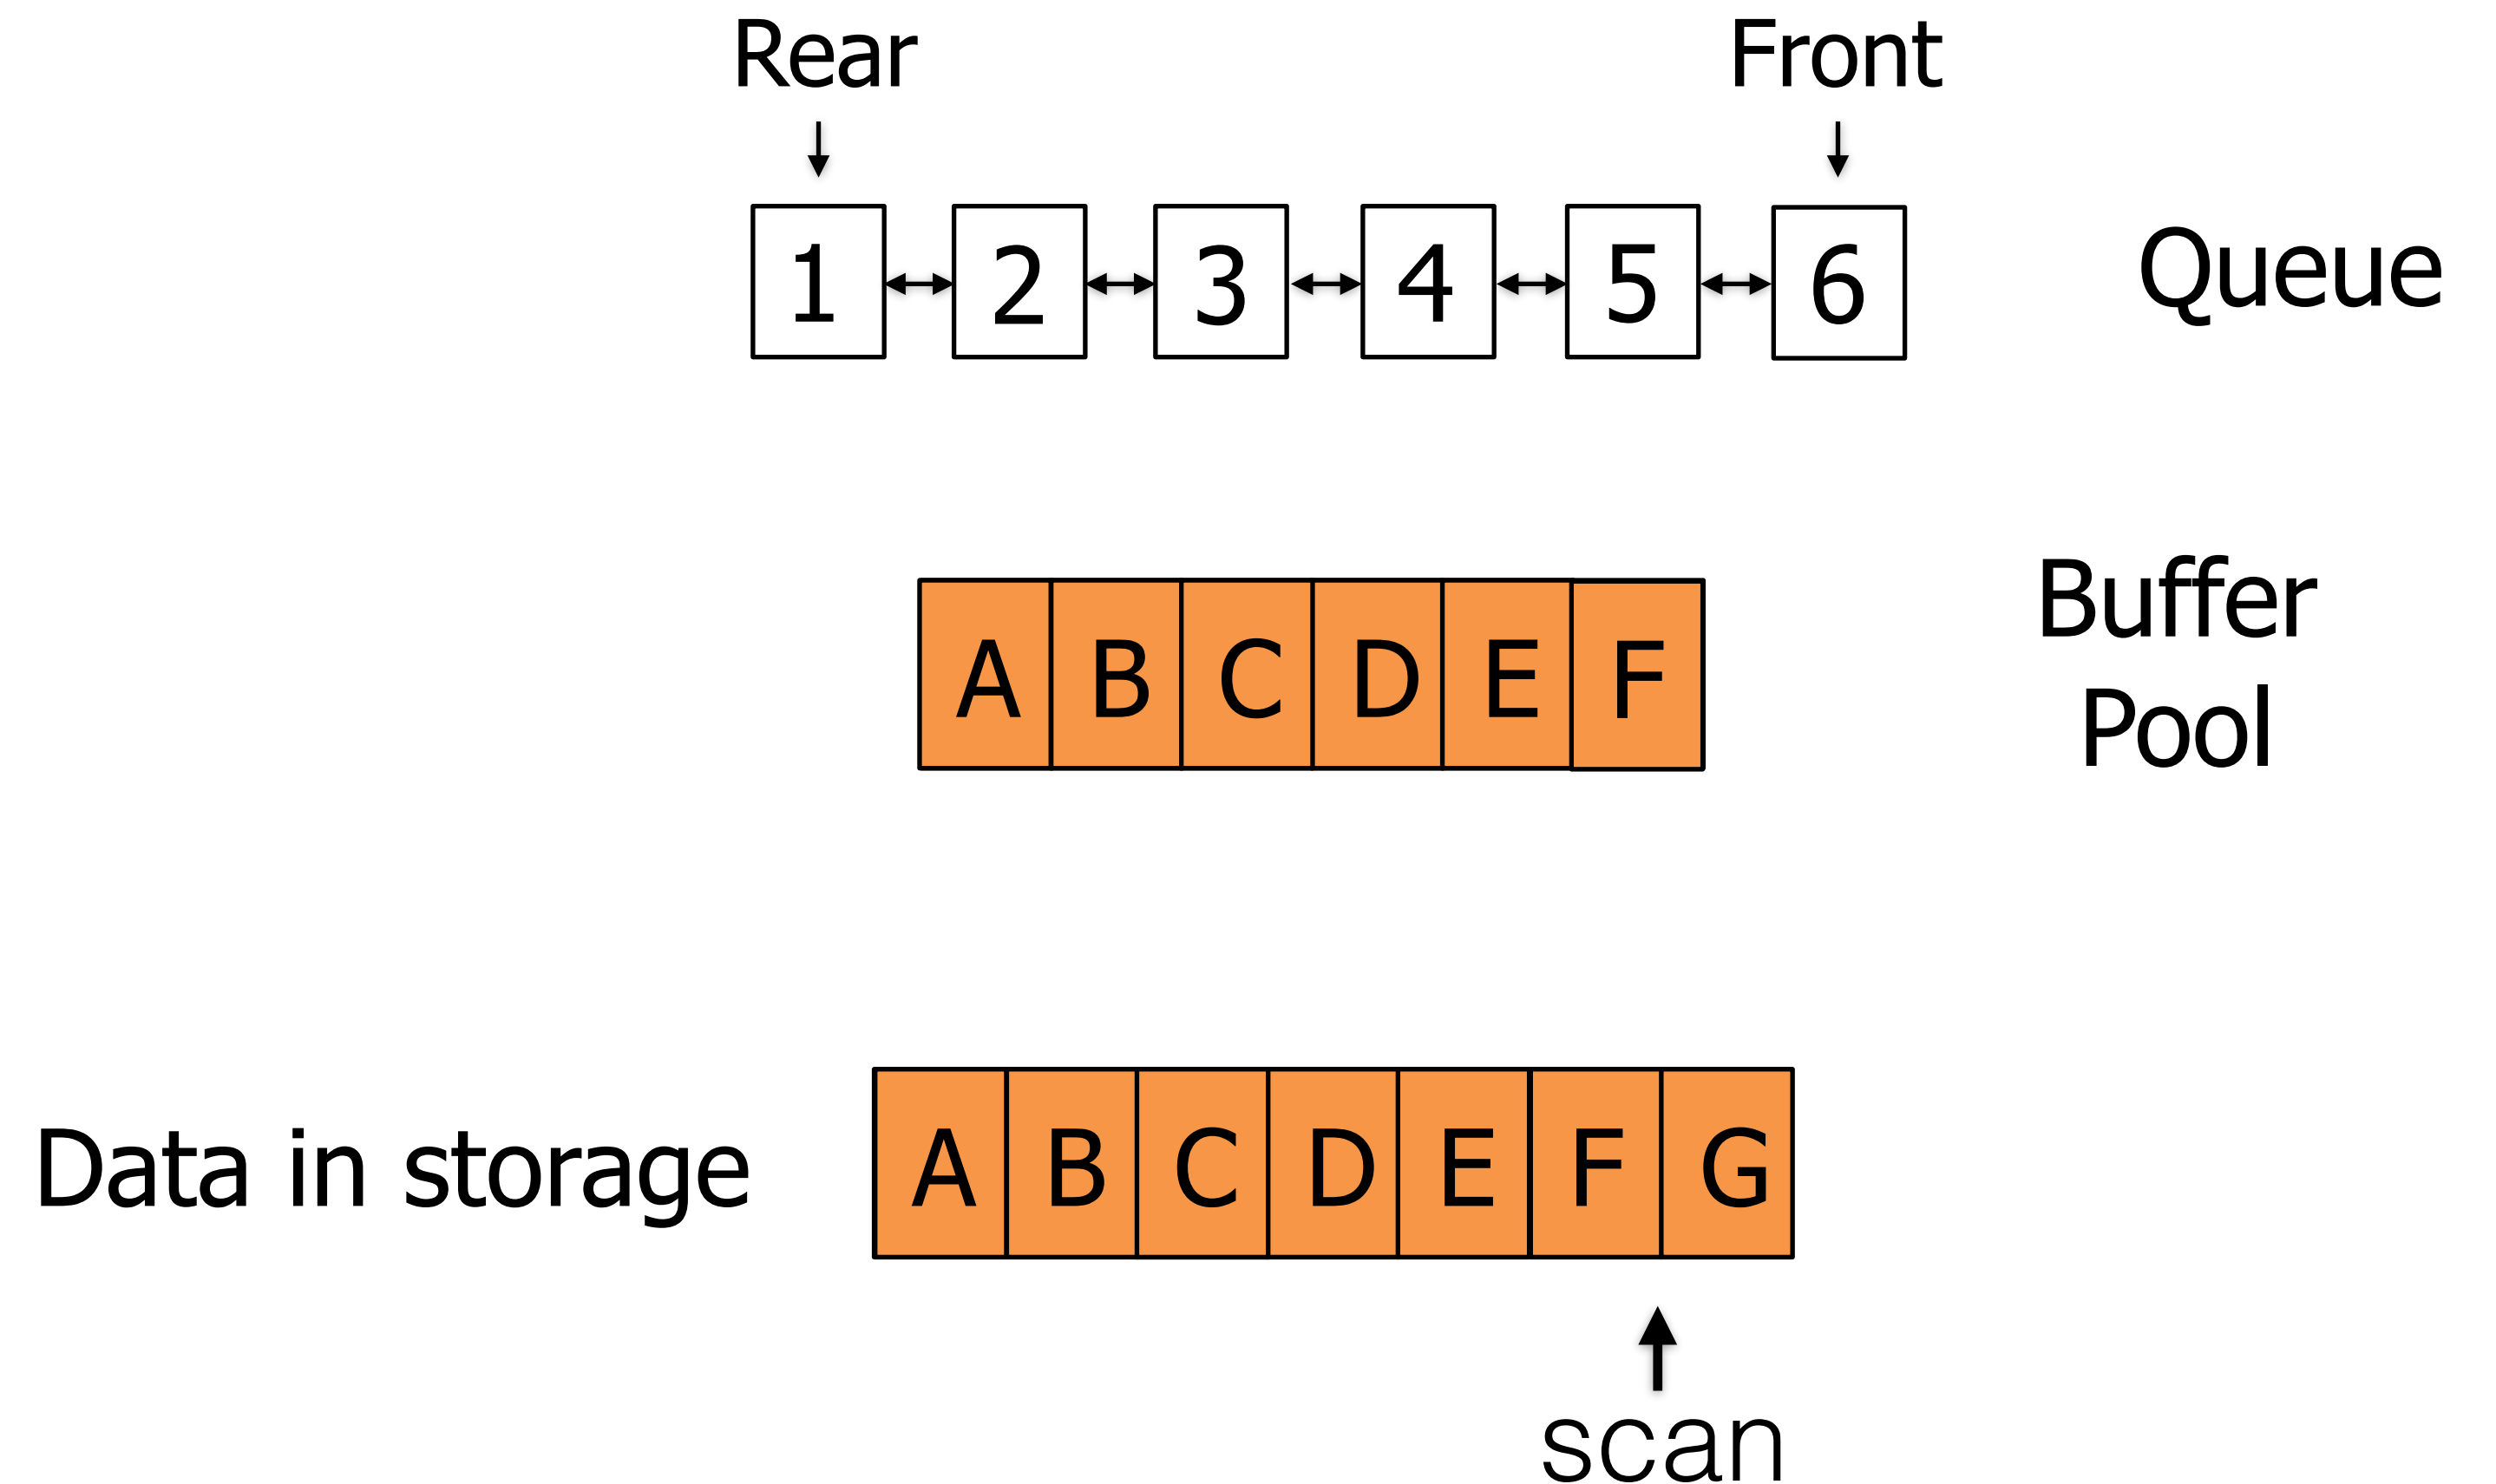 Rear Front
1 2 3 4 5 6 Queue
A B C D E F Buffer
Pool
Data in storage A B C D E F G
scan